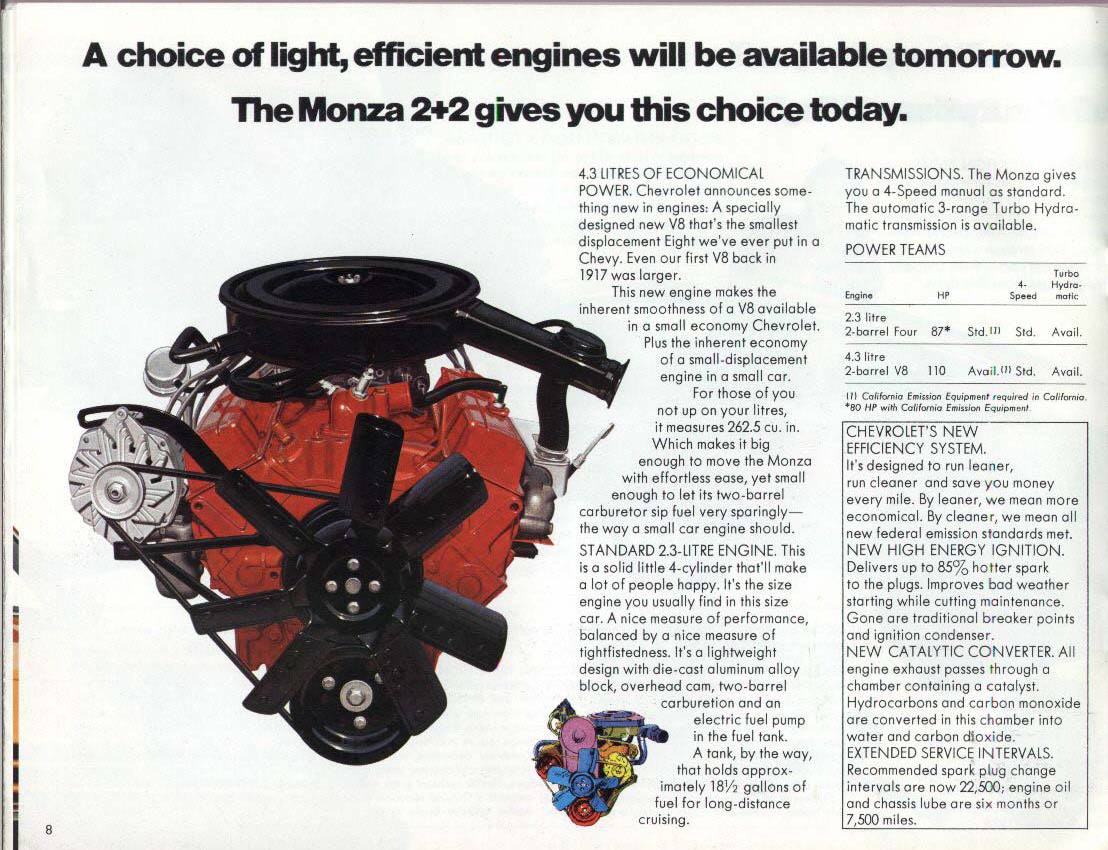 A choice of light, efficient engines will be available tomorrow.
The Monza 2+2 gives you this choice today.
4.3 LITRES OF ECONOMICAL
POWER. Chevrolet announces some-
thing new in engines: A specially
designed new V8 that's the smallest
displacement Eight we've ever put in a
Chevy. Even our first V8 back in
1917 was larger.
This new engine makes the
inherent smoothness of a V8 available
in a small economy Chevrolet.
Plus the inherent economy
of a small-displacement
engine in a small car.
For those of you
not up on your litres,
it measures 262.5 cu. in.
Which makes it big
enough to move the Monza
with effortless ease, yet small
enough to let its two-barrel
carburetor sip fuel very sparingly—
the way a small car engine should.
STANDARD 2.3-LITRE ENGINE. This
is a solid little 4-cylinder that'll make
a lot of people happy. It's the size
engine you usually find in this size
car. A nice measure of performance,
balanced by a nice measure of
tightfistedness. It's a lightweight
design with die-cast aluminum alloy
block, overhead cam, two-barrel
carburetion and an
electric fuel pump
in the fuel tank.
A tank, by the way,
that holds approx-
imately 18½ gallons of
fuel for long-distance
cruising.
TRANSMISSIONS. The Monza gives
you a 4-Speed manual as standard.
The automatic 3-range Turbo Hydra-
matic transmission is available.
POWER TEAMS
Turbo
4- Hydra-
Engine HP Speed matic
2.3 litre
2-barrel Four 87* Std.(1) Std. Avail.
4.3 litre
2-barrel V8 110 Avail.(1) Std. Avail.
(1) California Emission Equipment required in California.
*80 HP with California Emission Equipment.
CHEVROLET'S NEW
EFFICIENCY SYSTEM.
It's designed to run leaner,
run cleaner and save you money
every mile. By leaner, we mean more
economical. By cleaner, we mean all
new federal emission standards met.
NEW HIGH ENERGY IGNITION.
Delivers up to 85% hotter spark
to the plugs. Improves bad weather
starting while cutting maintenance.
Gone are traditional breaker points
and ignition condenser.
NEW CATALYTIC CONVERTER. All
engine exhaust passes through a
chamber containing a catalyst.
Hydrocarbons and carbon monoxide
are converted in this chamber into
water and carbon dioxide.
EXTENDED SERVICE INTERVALS.
Recommended spark plug change
intervals are now 22,500; engine oil
and chassis lube are six months or
7,500 miles.
8